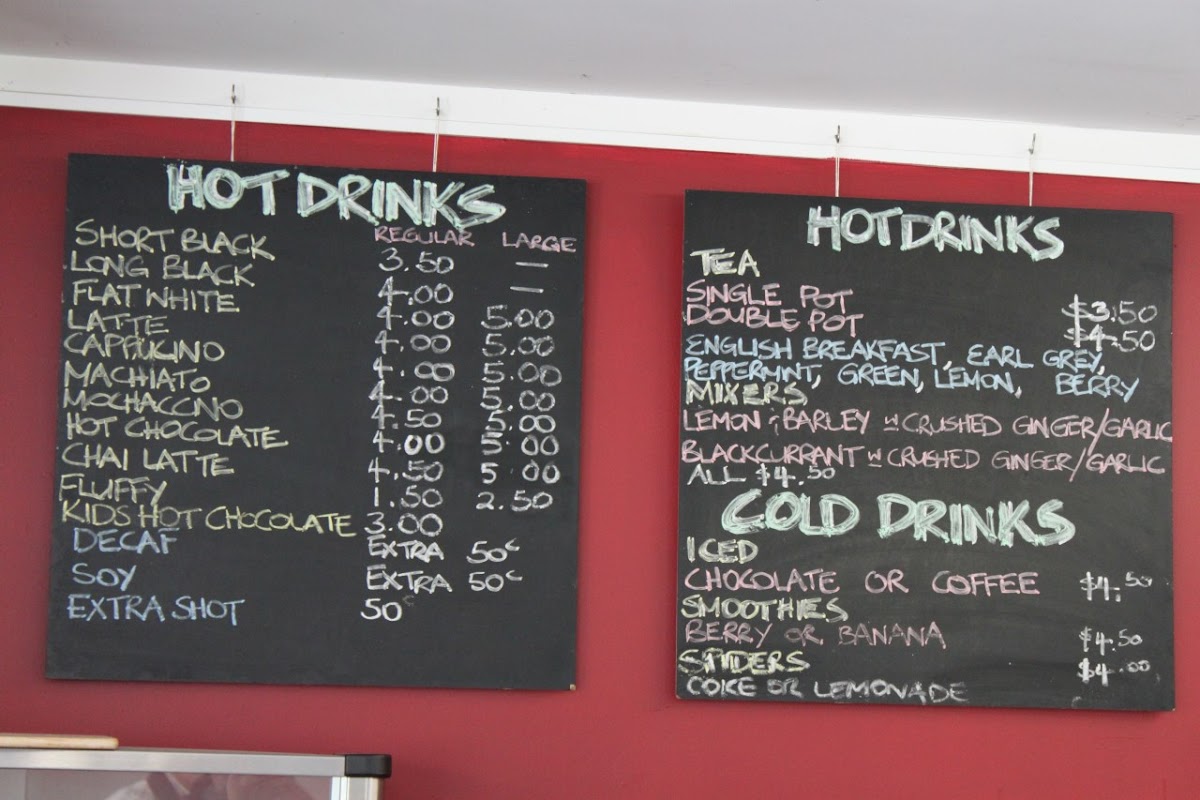 HOT DRINKS
REGULAR LARGE
SHORT BLACK 3.50 —
LONG BLACK 4.00 —
FLAT WHITE 4.00 5.00
LATTE 4.00 5.00
CAPPUCINO 4.00 5.00
MACHIATO 4.00 5.00
MOCHACCINO 4.50 5.00
HOT CHOCOLATE 4.00 5.00
CHAI LATTE 4.50 5.00
FLUFFY 1.50 2.50
KIDS HOT CHOCOLATE 3.00
DECAF EXTRA 50c
SOY EXTRA 50c
EXTRA SHOT 50c
HOT DRINKS
TEA
SINGLE POT $3.50
DOUBLE POT $4.50
ENGLISH BREAKFAST, EARL GREY,
PEPPERMINT, GREEN, LEMON, BERRY
MIXERS
LEMON & BARLEY w CRUSHED GINGER/GARLIC
BLACKCURRANT w CRUSHED GINGER/GARLIC
ALL $4.50
COLD DRINKS
ICED
CHOCOLATE OR COFFEE $4.50
SMOOTHIES
BERRY OR BANANA $4.50
SPIDERS $4.00
COKE OR LEMONADE